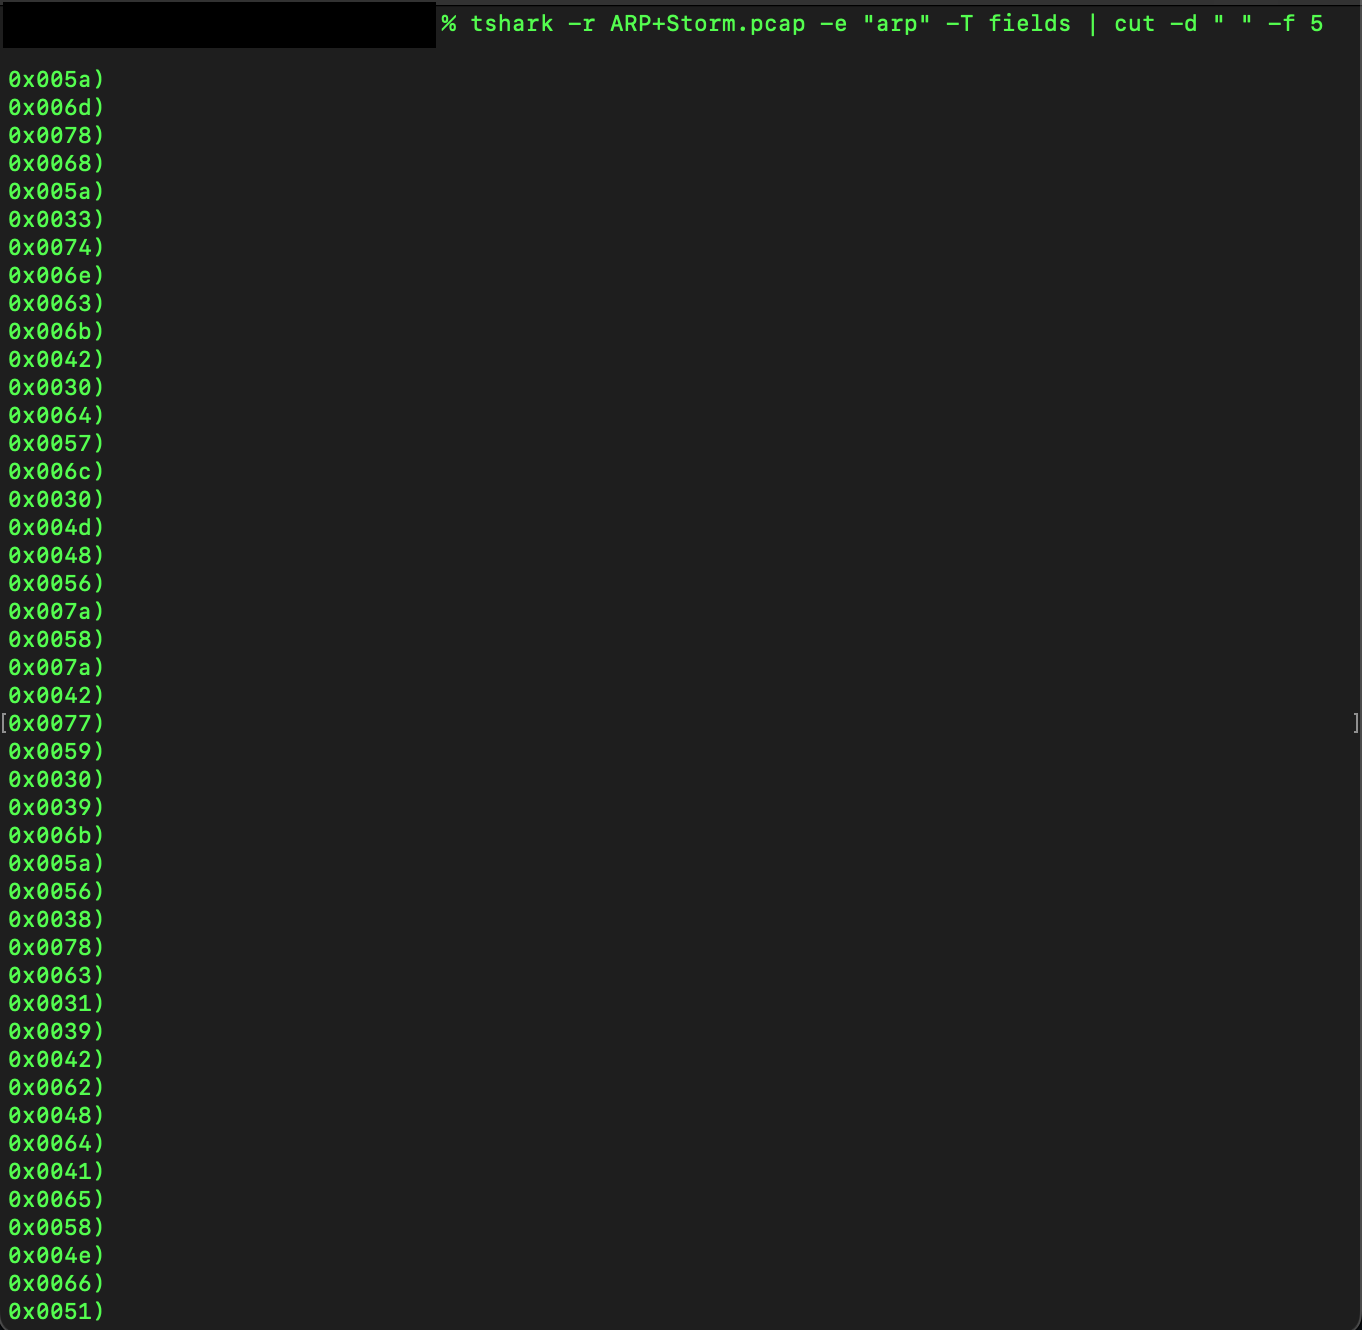 % tshark -r ARP+Storm.pcap -e "arp" -T fields | cut -d " " -f 5
0x005a)
0x006d)
0x0078)
0x0068)
0x005a)
0x0033)
0x0074)
0x006e)
0x0063)
0x006b)
0x0042)
0x0030)
0x0064)
0x0057)
0x006c)
0x0030)
0x004d)
0x0048)
0x0056)
0x007a)
0x0058)
0x007a)
0x0042)
[0x0077) ]
0x0059)
0x0030)
0x0039)
0x006b)
0x005a)
0x0056)
0x0038)
0x0078)
0x0063)
0x0031)
0x0039)
0x0042)
0x0062)
0x0048)
0x0064)
0x0041)
0x0065)
0x0058)
0x004e)
0x0066)
0x0051)